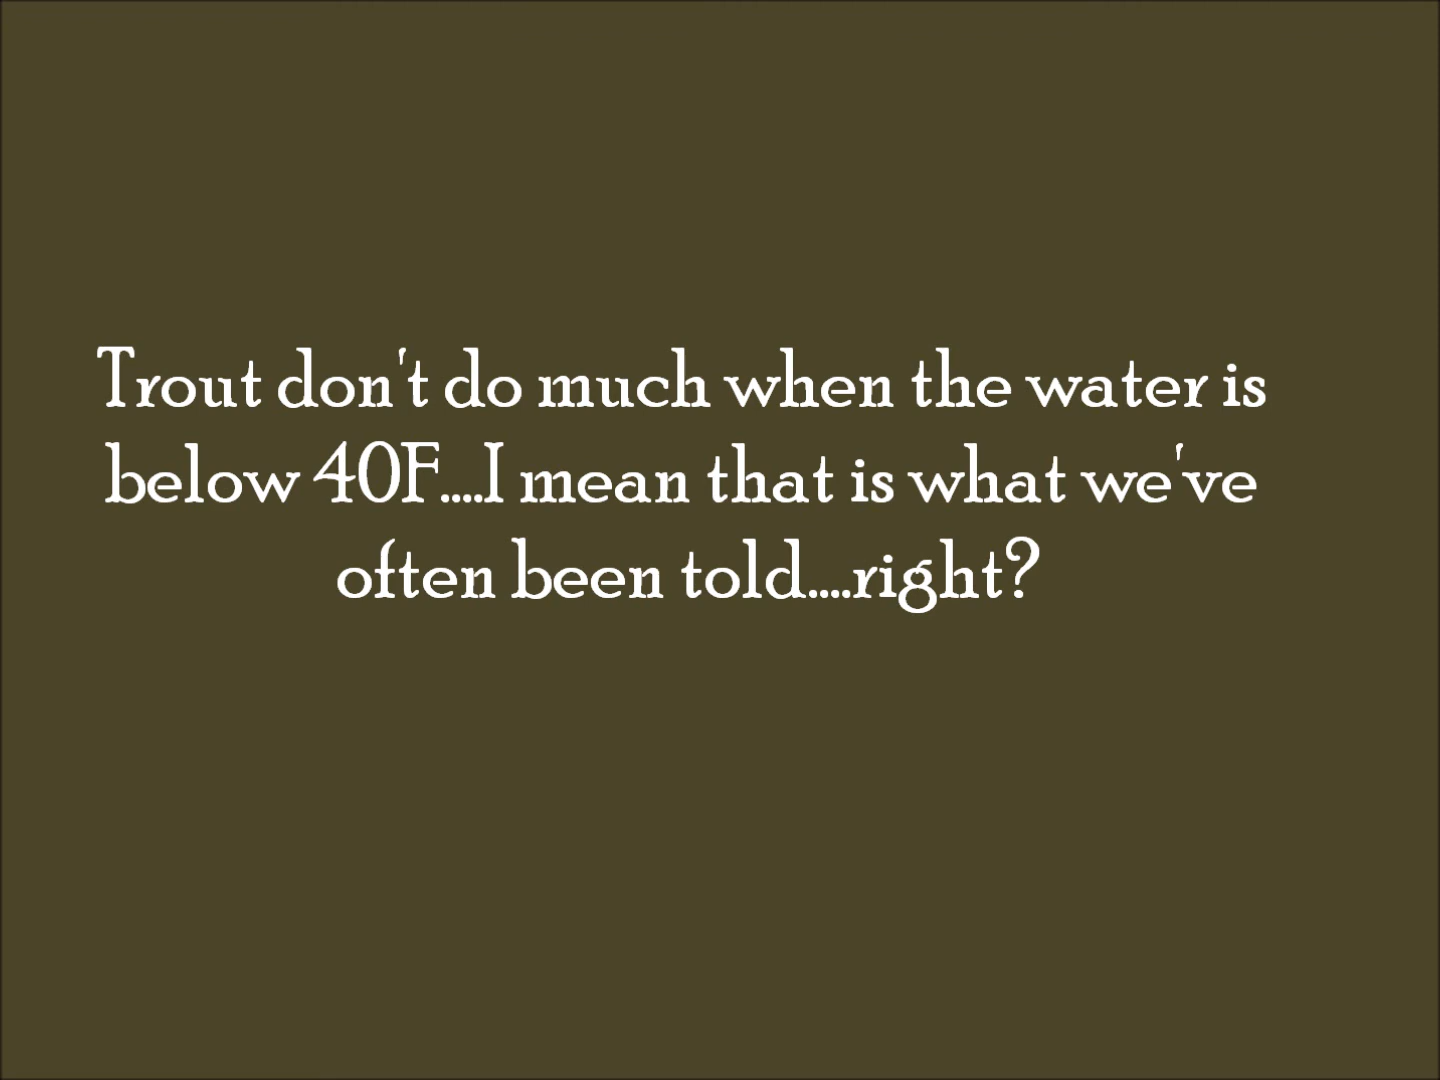 Trout don't do much when the water is
below 40F....I mean that is what we've
often been told....right?